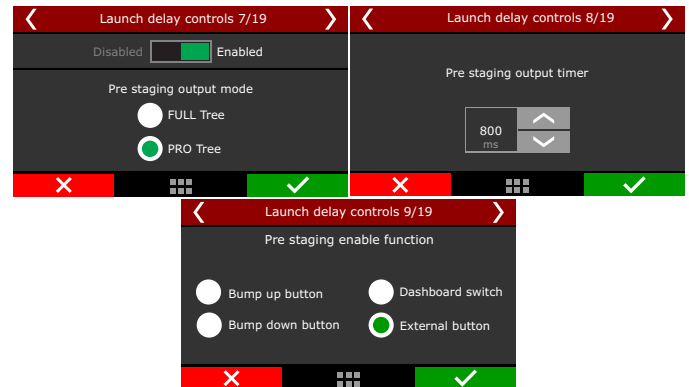 Launch delay controls 7/19
Disabled Enabled
Pre staging output mode
FULL Tree
PRO Tree
Launch delay controls 8/19
Pre staging output timer
800
ms
Launch delay controls 9/19
Pre staging enable function
Bump up button Dashboard switch
Bump down button External button